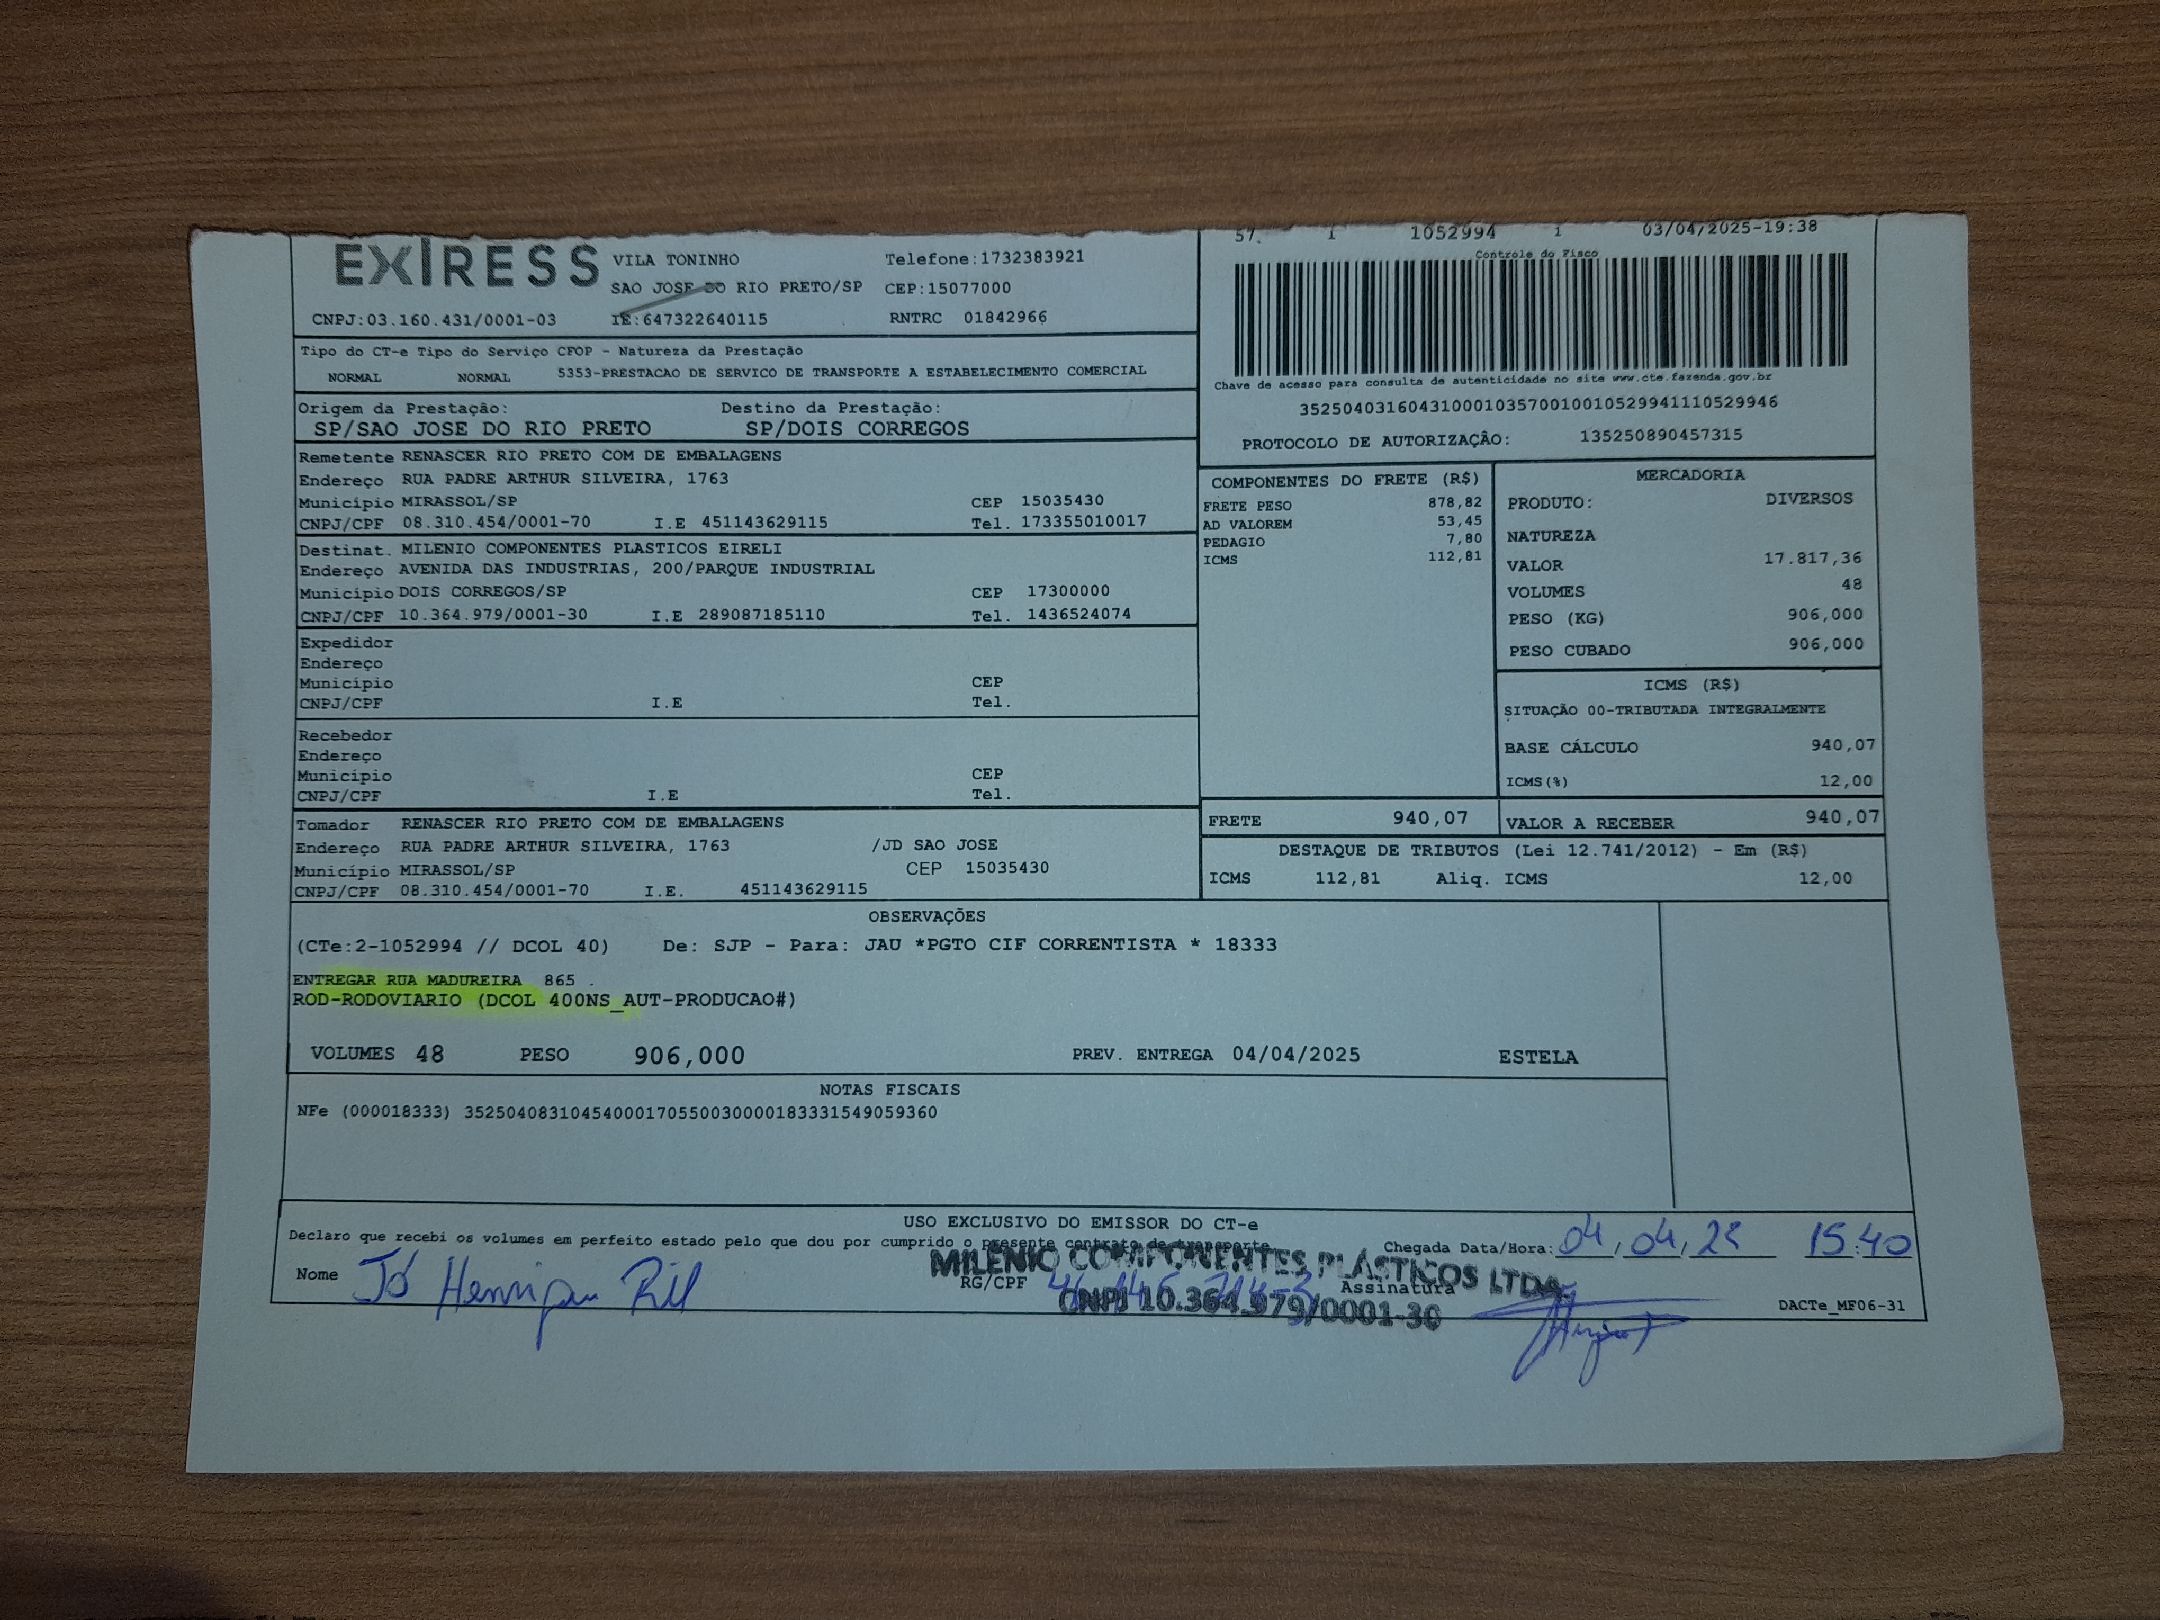 57. 1 1052994 1 03/04/2025-19:38
EXPRESS VILA TONINHO Telefone:1732383921
SAO JOSE DO RIO PRETO/SP CEP:15077000
CNPJ:03.160.431/0001-03 IE:647322640115 RNTRC 01842966
Controle do Fisco
Tipo do CT-e Tipo do Serviço CFOP - Natureza da Prestação
NORMAL NORMAL 5353-PRESTACAO DE SERVICO DE TRANSPORTE A ESTABELECIMENTO COMERCIAL
Chave de acesso para consulta de autenticidade no site www.cte.fazenda.gov.br
35250403160431000103570010010529941110529946
PROTOCOLO DE AUTORIZAÇÃO: 135250890457315
Origem da Prestação: Destino da Prestação:
SP/SAO JOSE DO RIO PRETO SP/DOIS CORREGOS
Remetente RENASCER RIO PRETO COM DE EMBALAGENS
Endereço RUA PADRE ARTHUR SILVEIRA, 1763
Município MIRASSOL/SP CEP 15035430
CNPJ/CPF 08.310.454/0001-70 I.E 451143629115 Tel. 173355010017
Destinat. MILENIO COMPONENTES PLASTICOS EIRELI
Endereço AVENIDA DAS INDUSTRIAS, 200/PARQUE INDUSTRIAL
Município DOIS CORREGOS/SP CEP 17300000
CNPJ/CPF 10.364.979/0001-30 I.E 289087185110 Tel. 1436524074
Expedidor
Endereço
Município CEP
CNPJ/CPF I.E Tel.
Recebedor
Endereço
Município CEP
CNPJ/CPF I.E Tel.
Tomador RENASCER RIO PRETO COM DE EMBALAGENS
Endereço RUA PADRE ARTHUR SILVEIRA, 1763 /JD SAO JOSE
Município MIRASSOL/SP CEP 15035430
CNPJ/CPF 08.310.454/0001-70 I.E. 451143629115
COMPONENTES DO FRETE (R$)
FRETE PESO 878,82
AD VALOREM 53,45
PEDAGIO 7,80
ICMS 112,81
MERCADORIA
PRODUTO: DIVERSOS
NATUREZA
VALOR 17.817,36
VOLUMES 48
PESO (KG) 906,000
PESO CUBADO 906,000
ICMS (R$)
SITUAÇÃO 00-TRIBUTADA INTEGRALMENTE
BASE CÁLCULO 940,07
ICMS(%) 12,00
FRETE 940,07 VALOR A RECEBER 940,07
DESTAQUE DE TRIBUTOS (Lei 12.741/2012) - Em (R$)
ICMS 112,81 Aliq. ICMS 12,00
OBSERVAÇÕES
(CTe:2-1052994 // DCOL 40) De: SJP - Para: JAU *PGTO CIF CORRENTISTA * 18333
ENTREGAR RUA MADUREIRA 865 .
ROD-RODOVIARIO (DCOL 400NS_AUT-PRODUCAO#)
VOLUMES 48 PESO 906,000 PREV. ENTREGA 04/04/2025 ESTELA
NOTAS FISCAIS
NFe (000018333) 35250408310454000170550030000183331549059360
USO EXCLUSIVO DO EMISSOR DO CT-e
Declaro que recebi os volumes em perfeito estado pelo que dou por cumprido o presente contrato de transporte
Chegada Data/Hora: 04,04, 15:40
MILÊNIO COMPONENTES PLÁSTICOS LTDA
Nome Jó Henrique RG/CPF Assinatura
CNPJ 10.364.979/0001-30
DACTe_MF06-31